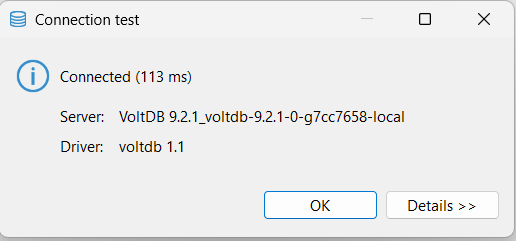 Connection test
Connected (113 ms)
Server: VoltDB 9.2.1_voltdb-9.2.1-0-g7cc7658-local
Driver: voltdb 1.1
OK
Details >>